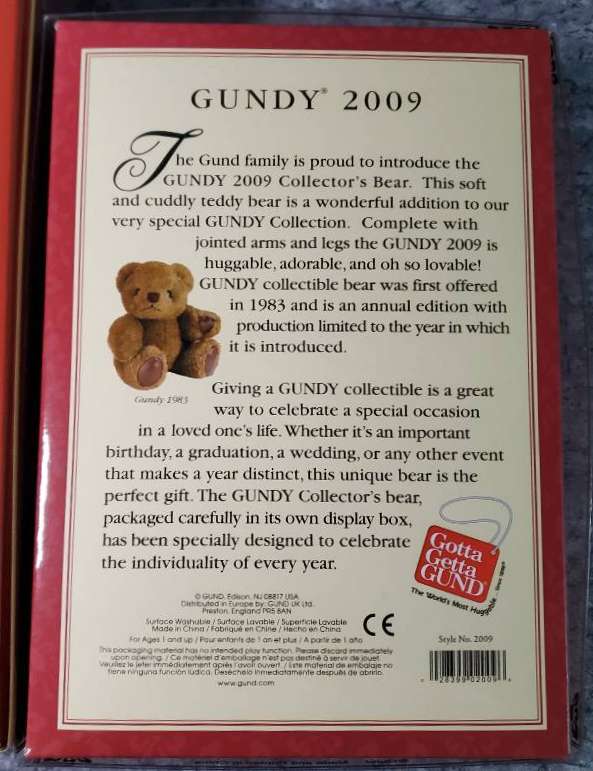 GUNDY® 2009
The Gund family is proud to introduce the
GUNDY 2009 Collector's Bear. This soft
and cuddly teddy bear is a wonderful addition to our
very special GUNDY Collection. Complete with
jointed arms and legs the GUNDY 2009 is
huggable, adorable, and oh so lovable!
GUNDY collectible bear was first offered
in 1983 and is an annual edition with
production limited to the year in which
it is introduced.
Gundy 1983
Giving a GUNDY collectible is a great
way to celebrate a special occasion
in a loved one's life. Whether it's an important
birthday, a graduation, a wedding, or any other event
that makes a year distinct, this unique bear is the
perfect gift. The GUNDY Collector's bear,
packaged carefully in its own display box,
has been specially designed to celebrate
the individuality of every year.
Gotta
Getta
GUND®
The World's Most
© GUND, Edison, NJ 08817 USA
Distributed in Europe by: GUND UK Ltd.
Preston, England PR5 8AN
Surface Washable / Surface Lavable / Superficie Lavable
Made in China / Fabriqué en Chine / Hecho en China
CE
For Ages 1 and up / Pour enfants de 1 an et plus / A partir de 1 año
This packaging material has no intended play function. Please discard immediately
upon opening. / Ce matériel d'emballage n'est pas destiné à servir de jouet.
Veuillez le jeter immédiatement après l'avoir ouvert. / Este material de embalaje no
tiene ninguna función lúdica. Deséchelo inmediatamente después de abrirlo.
www.gund.com
Style No. 2009
0 28399 02009